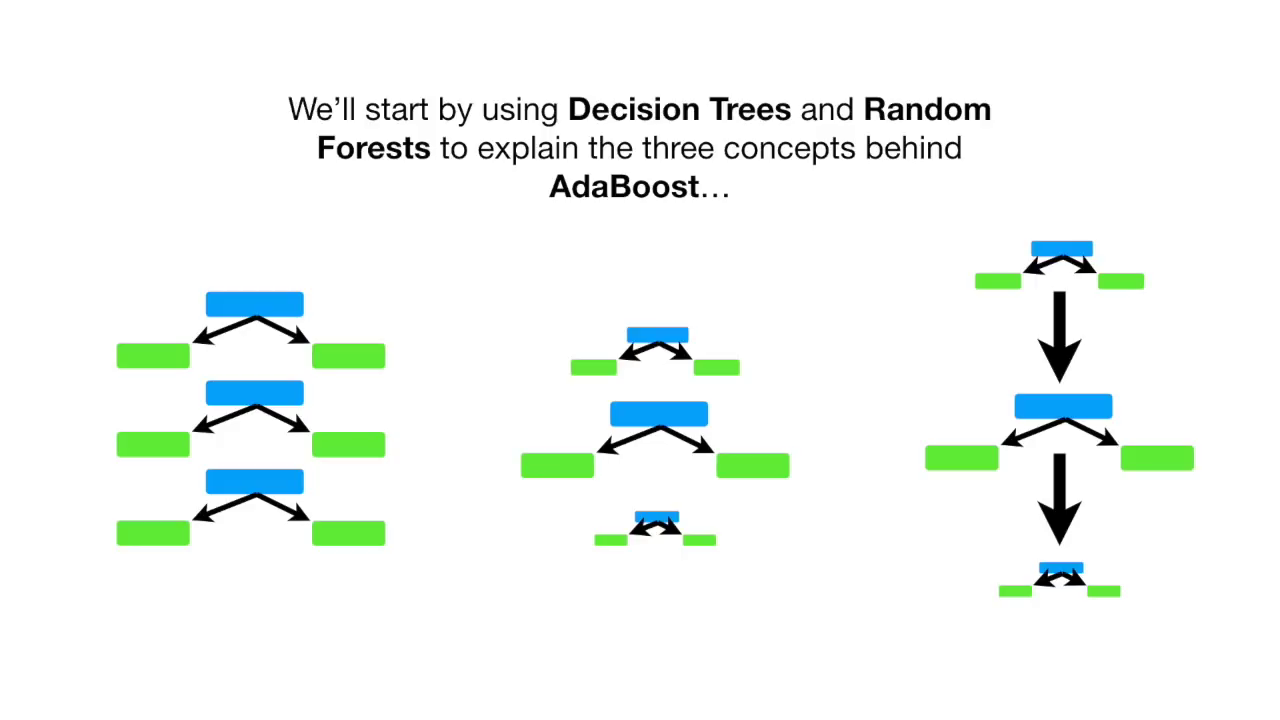 We’ll start by using Decision Trees and Random
Forests to explain the three concepts behind
AdaBoost…